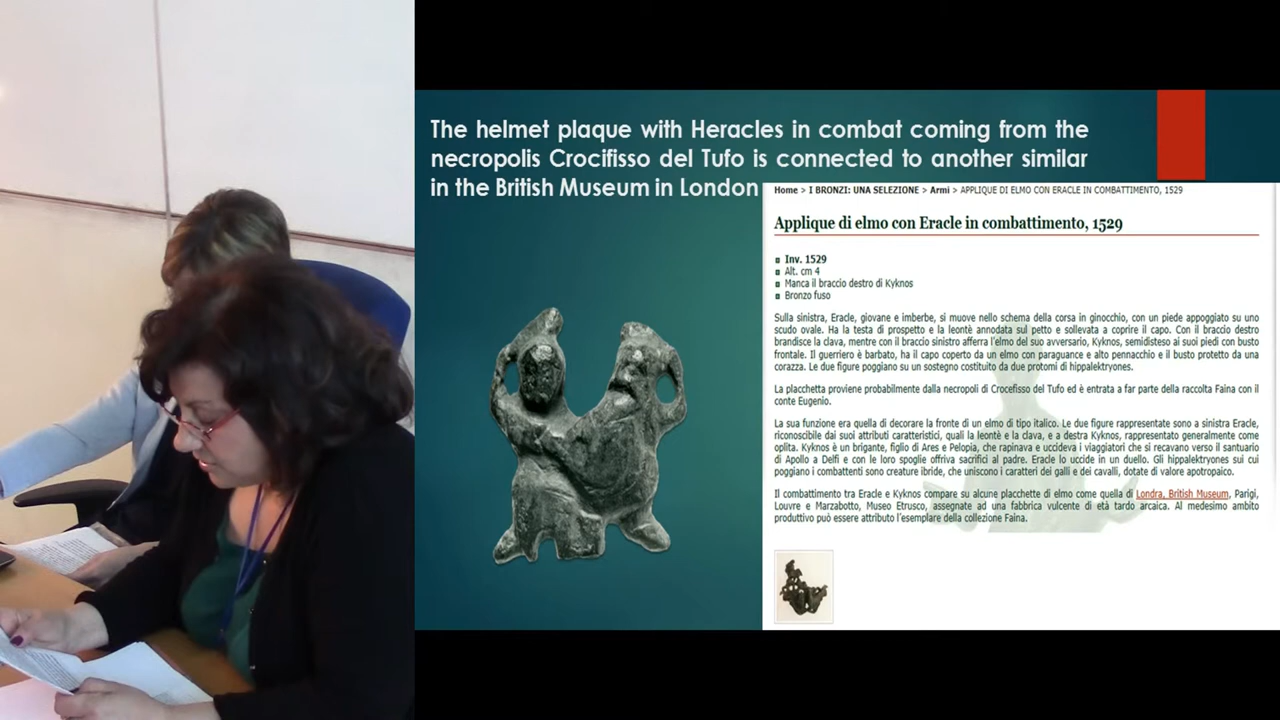 The helmet plaque with Heracles in combat coming from the
necropolis Crocifisso del Tufo is connected to another similar
in the British Museum in London
Home > I BRONZI: UNA SELEZIONE > Armi > APPLIQUE DI ELMO CON ERACLE IN COMBATTIMENTO, 1529
Applique di elmo con Eracle in combattimento, 1529
Inv. 1529
Alt. cm 4
Manca il braccio destro di Kyknos
Bronzo fuso
Sulla sinistra, Eracle, giovane e imberbe, si muove nello schema della corsa in ginocchio, con un piede appoggiato su uno
scudo ovale. Ha la testa di prospetto e la leontè annodata sul petto e sollevata a coprire il capo. Con il braccio destro
brandisce la clava, mentre con il braccio sinistro afferra l'elmo del suo avversario, Kyknos, semidisteso ai suoi piedi con busto
frontale. Il guerriero è barbato, ha il capo coperto da un elmo con paraguance e alto pennacchio e il busto protetto da una
corazza. Le due figure poggiano su un sostegno costituito da due protomi di hippalektryones.
La placchetta proviene probabilmente dalla necropoli di Crocefisso del Tufo ed è entrata a far parte della raccolta Faina con il
conte Eugenio.
La sua funzione era quella di decorare la fronte di un elmo di tipo italico. Le due figure rappresentate sono a sinistra Eracle,
riconoscibile dai suoi attributi caratteristici, quali la leontè e la clava, e a destra Kyknos, rappresentato generalmente come
oplita. Kyknos è un brigante, figlio di Ares e Pelopia, che rapinava e uccideva i viaggiatori che si recavano verso il santuario
di Apollo a Delfi e con le loro spoglie offriva sacrifici al padre. Eracle lo uccide in un duello. Gli hippalektryones sui cui
poggiano i combattenti sono creature ibride, che uniscono i caratteri dei galli e dei cavalli, dotate di valore apotropaico.
Il combattimento tra Eracle e Kyknos compare su alcune placchette di elmo come quella di Londra, British Museum, Parigi,
Louvre e Marzabotto, Museo Etrusco, assegnate ad una fabbrica vulcente di età tardo arcaica. Al medesimo ambito
produttivo può essere attribuito l'esemplare della collezione Faina.